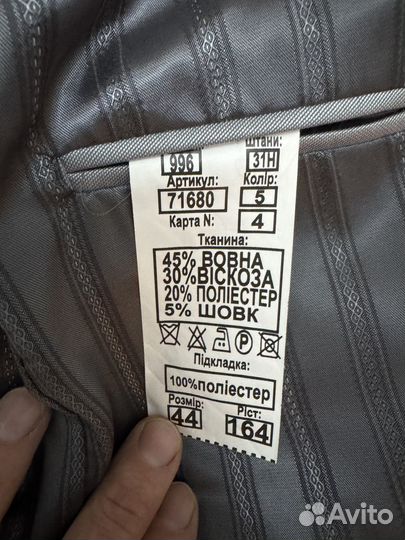 Штани:
996 31Н
Артикул: Колір:
71680 5
Карта N: 4
Тканина:
45% ВОВНА
30%ВІСКОЗА
20% ПОЛІЕСТЕР
5% ШОВК
P
Підкладка:
100%поліестер
Розмір: Ріст:
44 164
Avito